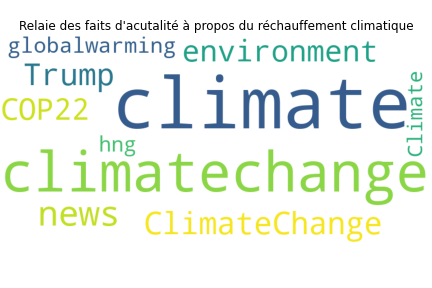 Relaie des faits d'acutalité à propos du réchauffement climatique
globalwarming environment
Trump climate Climate
COP22
hng
climatechange
news ClimateChange